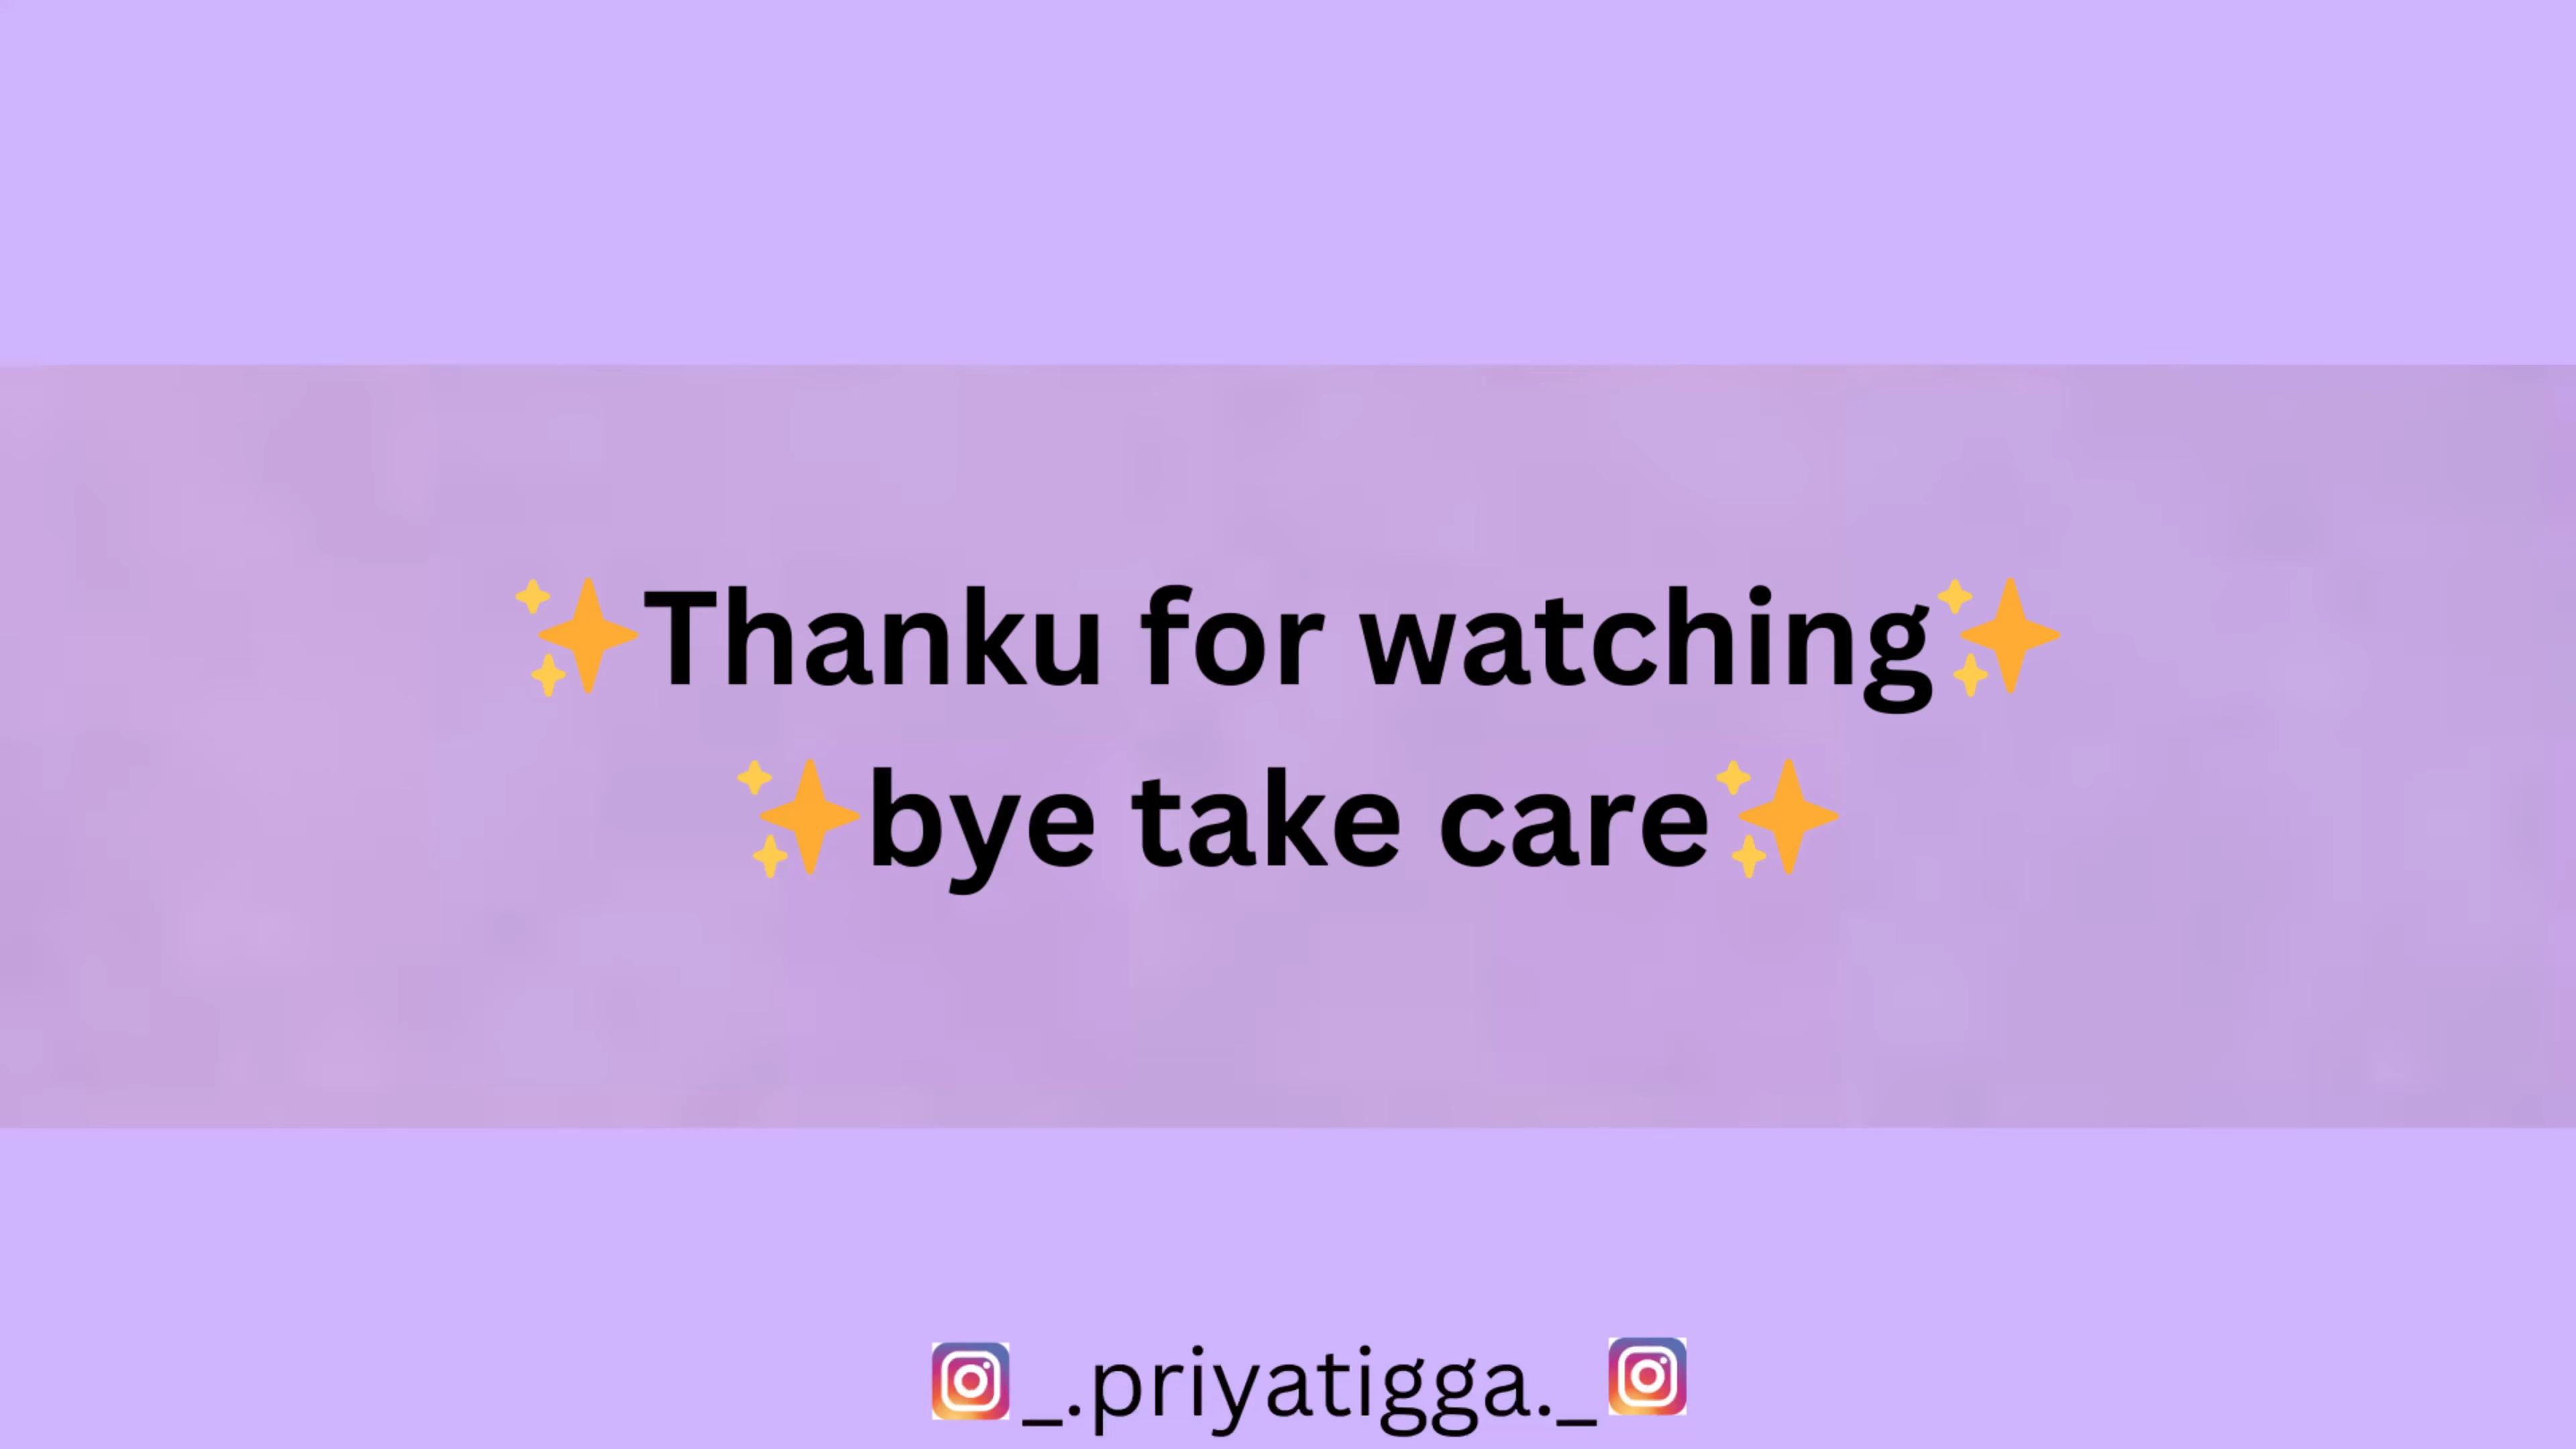 ✨Thanku for watching✨
✨bye take care✨
_.priyatigga._